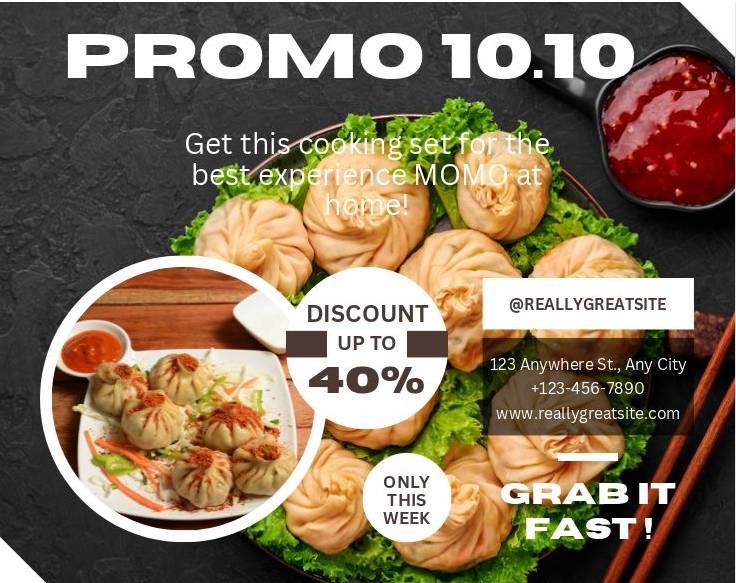 PROMO 10.10
Get this cooking set for the
best experience MOMO at
home!
DISCOUNT
UP TO
40%
@REALLYGREATSITE
123 Anywhere St., Any City
+123-456-7890
www.reallygreatsite.com
ONLY
THIS
WEEK
GRAB IT
FAST !